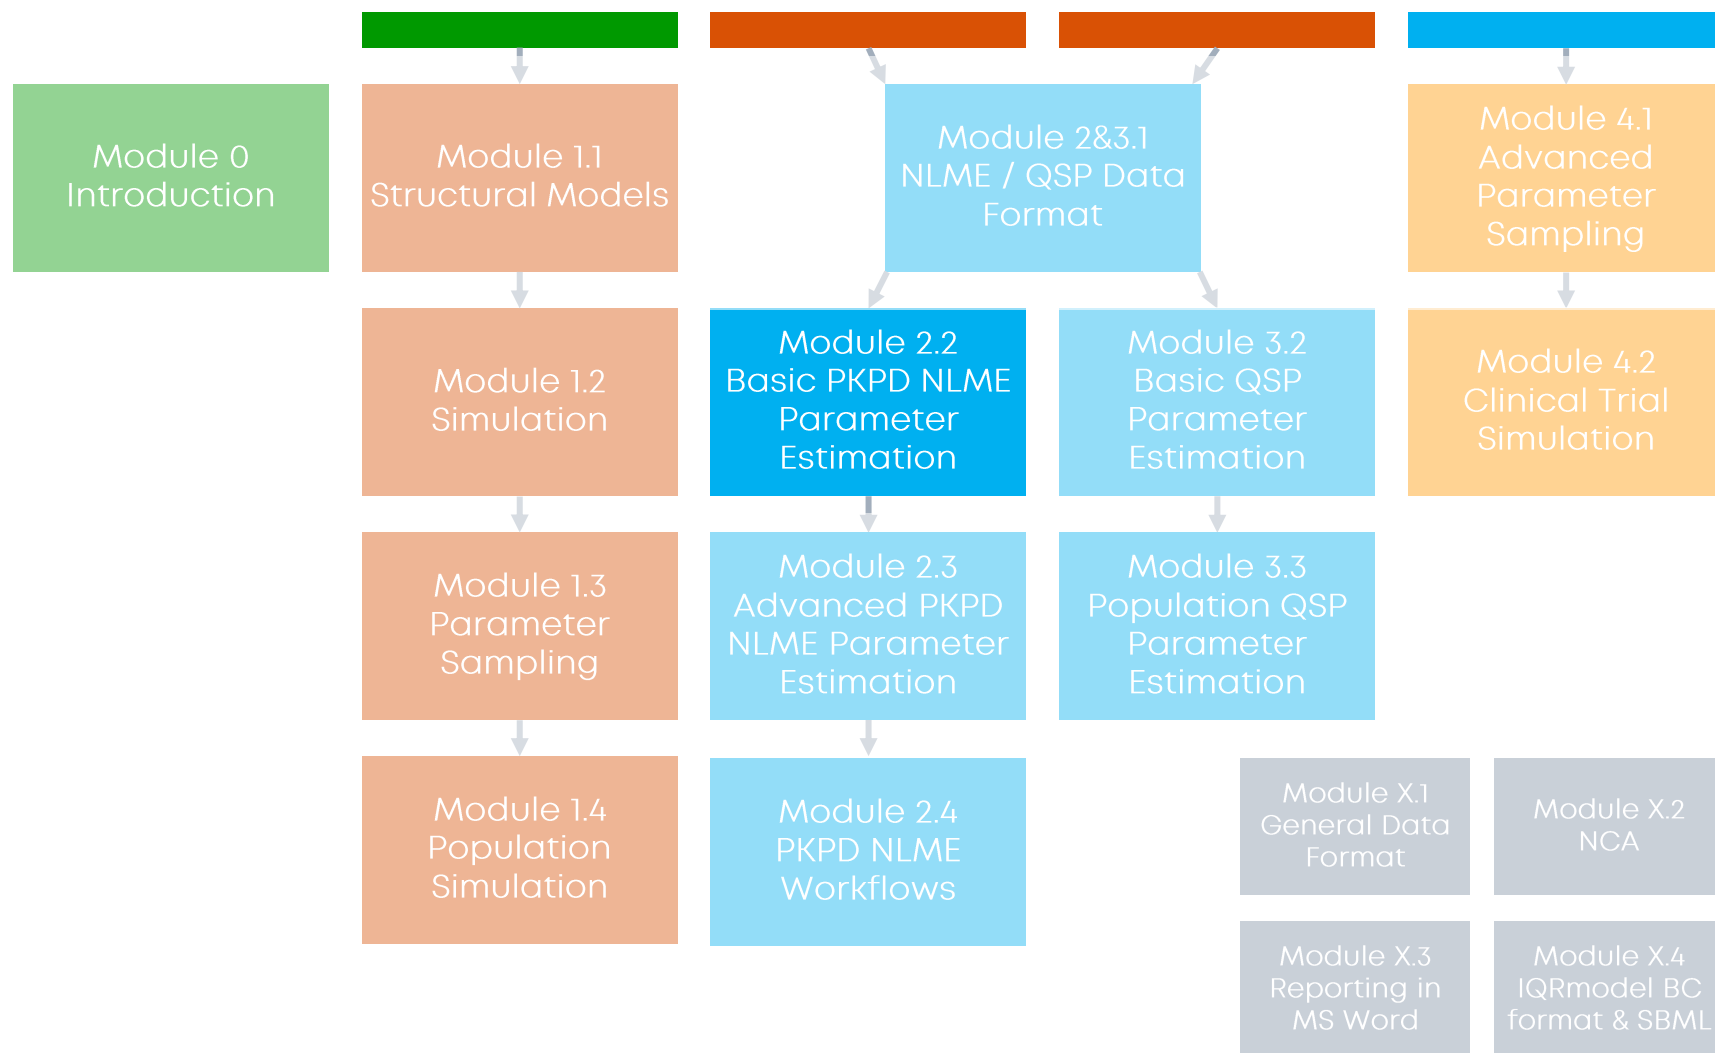 Module 0
Introduction
Module 1.1
Structural Models
Module 2&3.1
NLME / QSP Data
Format
Module 4.1
Advanced
Parameter
Sampling
Module 1.2
Simulation
Module 2.2
Basic PKPD NLME
Parameter
Estimation
Module 3.2
Basic QSP
Parameter
Estimation
Module 4.2
Clinical Trial
Simulation
Module 1.3
Parameter
Sampling
Module 2.3
Advanced PKPD
NLME Parameter
Estimation
Module 3.3
Population QSP
Parameter
Estimation
Module 1.4
Population
Simulation
Module 2.4
PKPD NLME
Workflows
Module X.1
General Data
Format
Module X.2
NCA
Module X.3
Reporting in
MS Word
Module X.4
IQRmodel BC
format & SBML